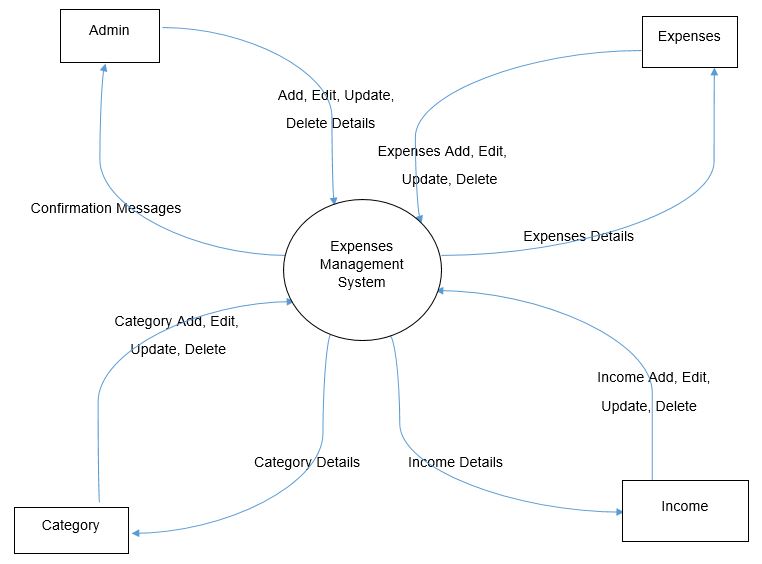 Admin
Expenses
Add, Edit, Update,
Delete Details
Expenses Add, Edit,
Update, Delete
Confirmation Messages
Expenses Details
Expenses
Management
System
Category Add, Edit,
Update, Delete
Income Add, Edit,
Update, Delete
Category Details
Income Details
Category
Income